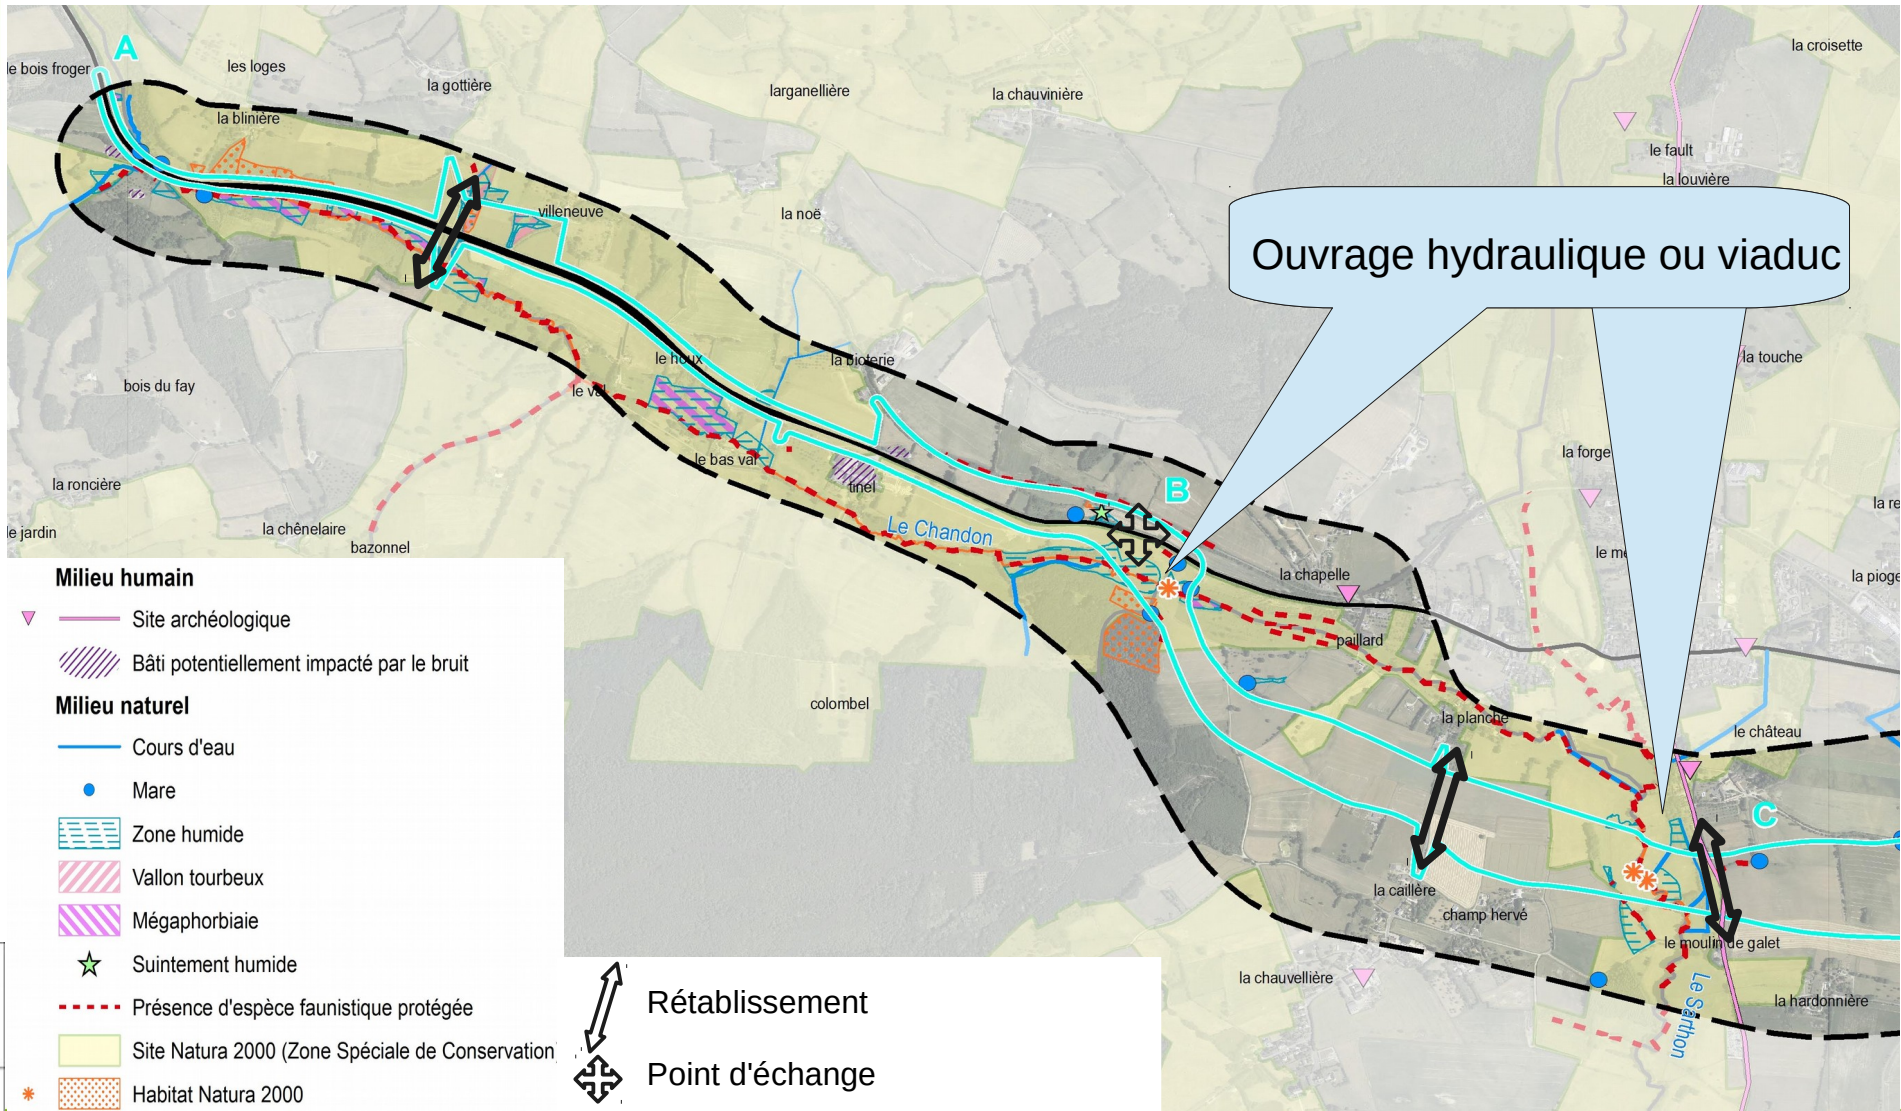 A
la croisette
le bois froger
les loges
la gottière
larganellière
la chauvinière
la blinière
le fault
la louvière
villeneuve
la noë
Ouvrage hydraulique ou viaduc
le houx
la bioterie
la touche
bois du fay
le val
le bas val
la forge
la roncière
tinel
B
le jardin
la chênelaire
Le Chandon
bazonnel
la chapelle
paillard
colombel
la planche
le château
C
la caillère
champ hervé
le moulin de galet
la chauvellière
Le Sarthon
la hardonnière
Milieu humain
Site archéologique
Bâti potentiellement impacté par le bruit
Milieu naturel
Cours d'eau
Mare
Zone humide
Vallon tourbeux
Mégaphorbiaie
Suintement humide
Présence d'espèce faunistique protégée
Site Natura 2000 (Zone Spéciale de Conservation)
Habitat Natura 2000
Rétablissement
Point d'échange